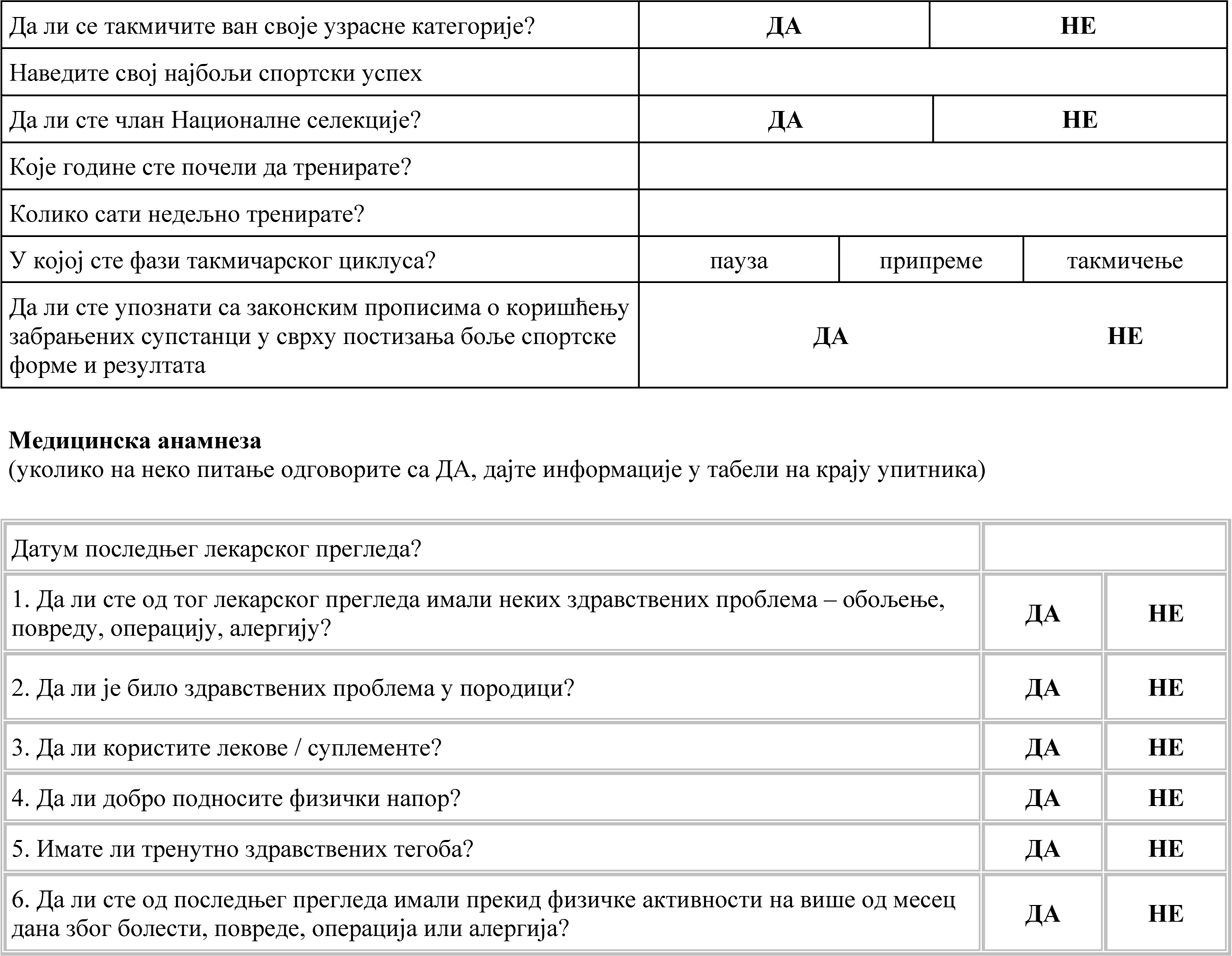 Да ли се такмичите ван своје узрасне категорије? ДА НЕ
Наведите свој најбољи спортски успех
Да ли сте члан Националне селекције? ДА НЕ
Које године сте почели да тренирате?
Колико сати недељно тренирате?
У којој сте фази такмичарског циклуса? пауза припреме такмичење
Да ли сте упознати са законским прописима о коришћењу
забрањених супстанци у сврху постизања боље спортске
форме и резултата
ДА НЕ
Медицинска анамнеза
(уколико на неко питање одговорите са ДА, дајте информације у табели на крају упитника)
Датум последњег лекарског прегледа?
1. Да ли сте од тог лекарског прегледа имали неких здравствених проблема – обољење,
повреду, операцију, алергију?
ДА НЕ
2. Да ли је било здравствених проблема у породици? ДА НЕ
3. Да ли користите лекове / суплементе? ДА НЕ
4. Да ли добро подносите физички напор? ДА НЕ
5. Имате ли тренутно здравствених тегоба? ДА НЕ
6. Да ли сте од последњег прегледа имали прекид физичке активности на више од месец
дана због болести, повреде, операција или алергија?
ДА НЕ